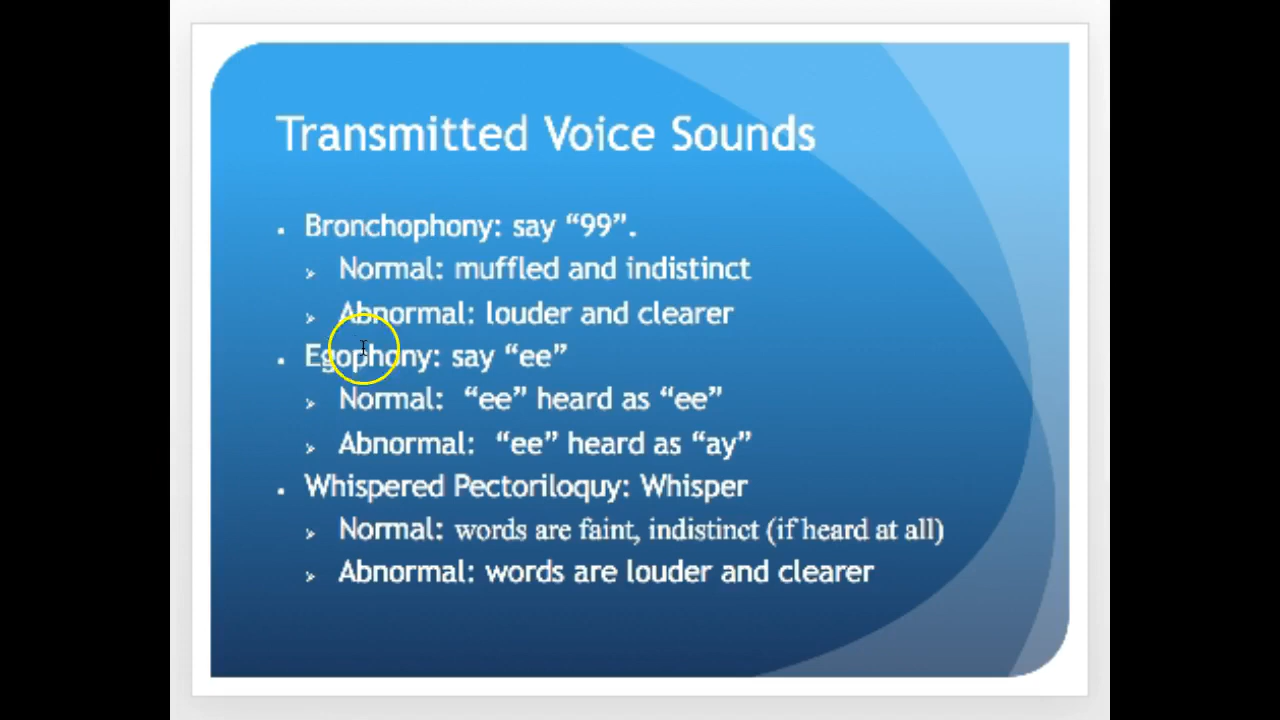 Transmitted Voice Sounds
Bronchophony: say “99”.
Normal: muffled and indistinct
Abnormal: louder and clearer
Egophony: say “ee”
Normal:  “ee” heard as “ee”
Abnormal:  “ee” heard as “ay”
Whispered Pectoriloquy: Whisper
Normal: words are faint, indistinct (if heard at all)
Abnormal: words are louder and clearer